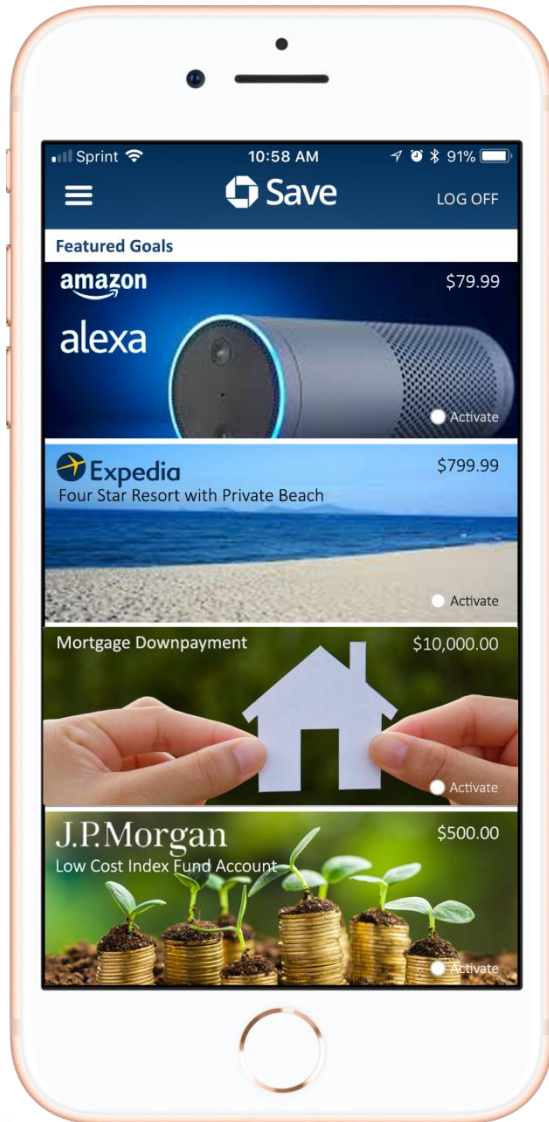 Sprint
10:58 AM
91%
Save
LOG OFF
Featured Goals
amazon
$79.99
alexa
Activate
Expedia
$799.99
Four Star Resort with Private Beach
Activate
Mortgage Downpayment
$10,000.00
Activate
J.P.Morgan
$500.00
Low Cost Index Fund Account
Activate